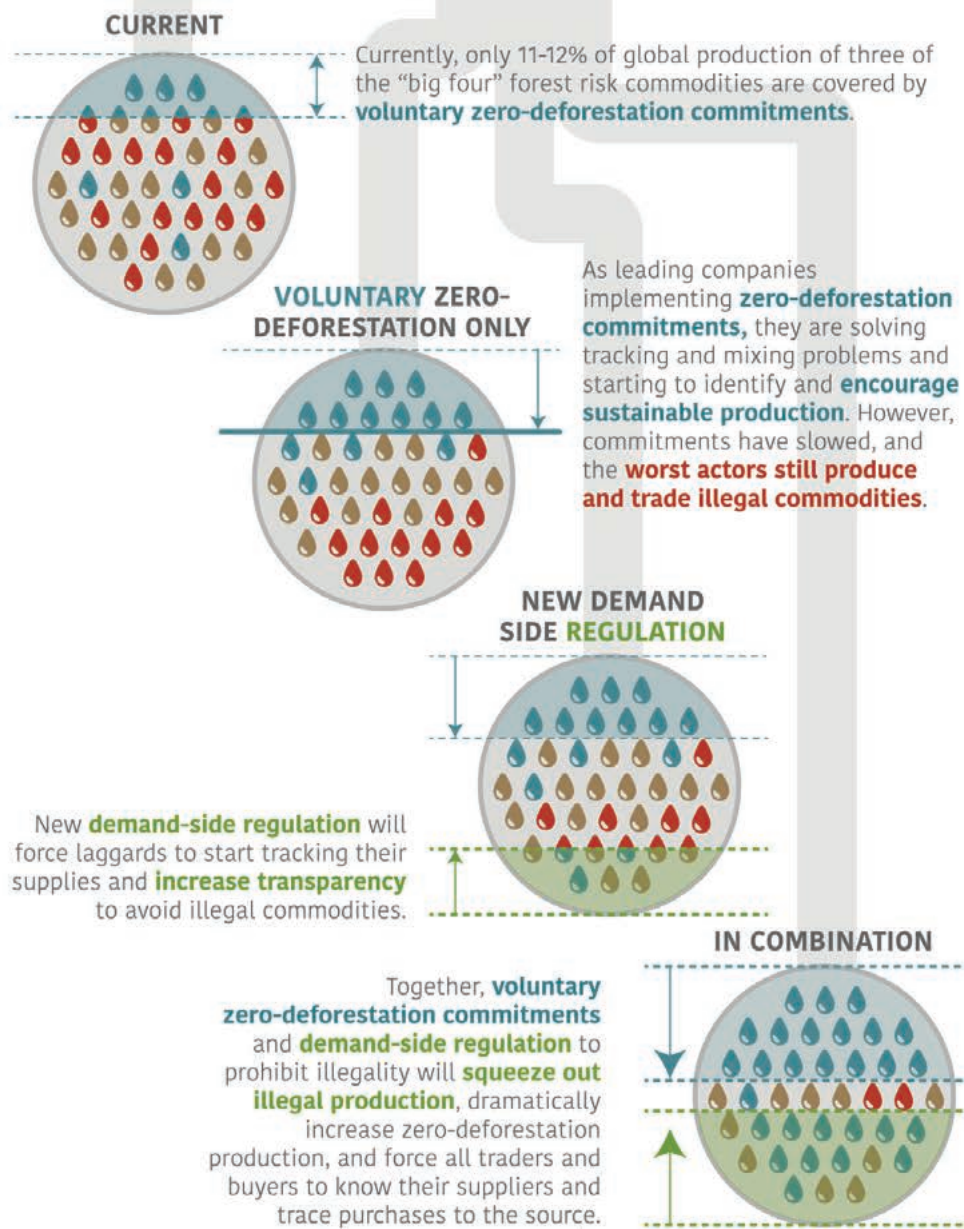 CURRENT
Currently, only 11-12% of global production of three of
the “big four” forest risk commodities are covered by
voluntary zero-deforestation commitments.
VOLUNTARY ZERO-
DEFORESTATION ONLY
As leading companies
implementing zero-deforestation
commitments, they are solving
tracking and mixing problems and
starting to identify and encourage
sustainable production. However,
commitments have slowed, and
the worst actors still produce
and trade illegal commodities.
NEW DEMAND
SIDE REGULATION
New demand-side regulation will
force laggards to start tracking their
supplies and increase transparency
to avoid illegal commodities.
IN COMBINATION
Together, voluntary
zero-deforestation commitments
and demand-side regulation to
prohibit illegality will squeeze out
illegal production, dramatically
increase zero-deforestation
production, and force all traders and
buyers to know their suppliers and
trace purchases to the source.